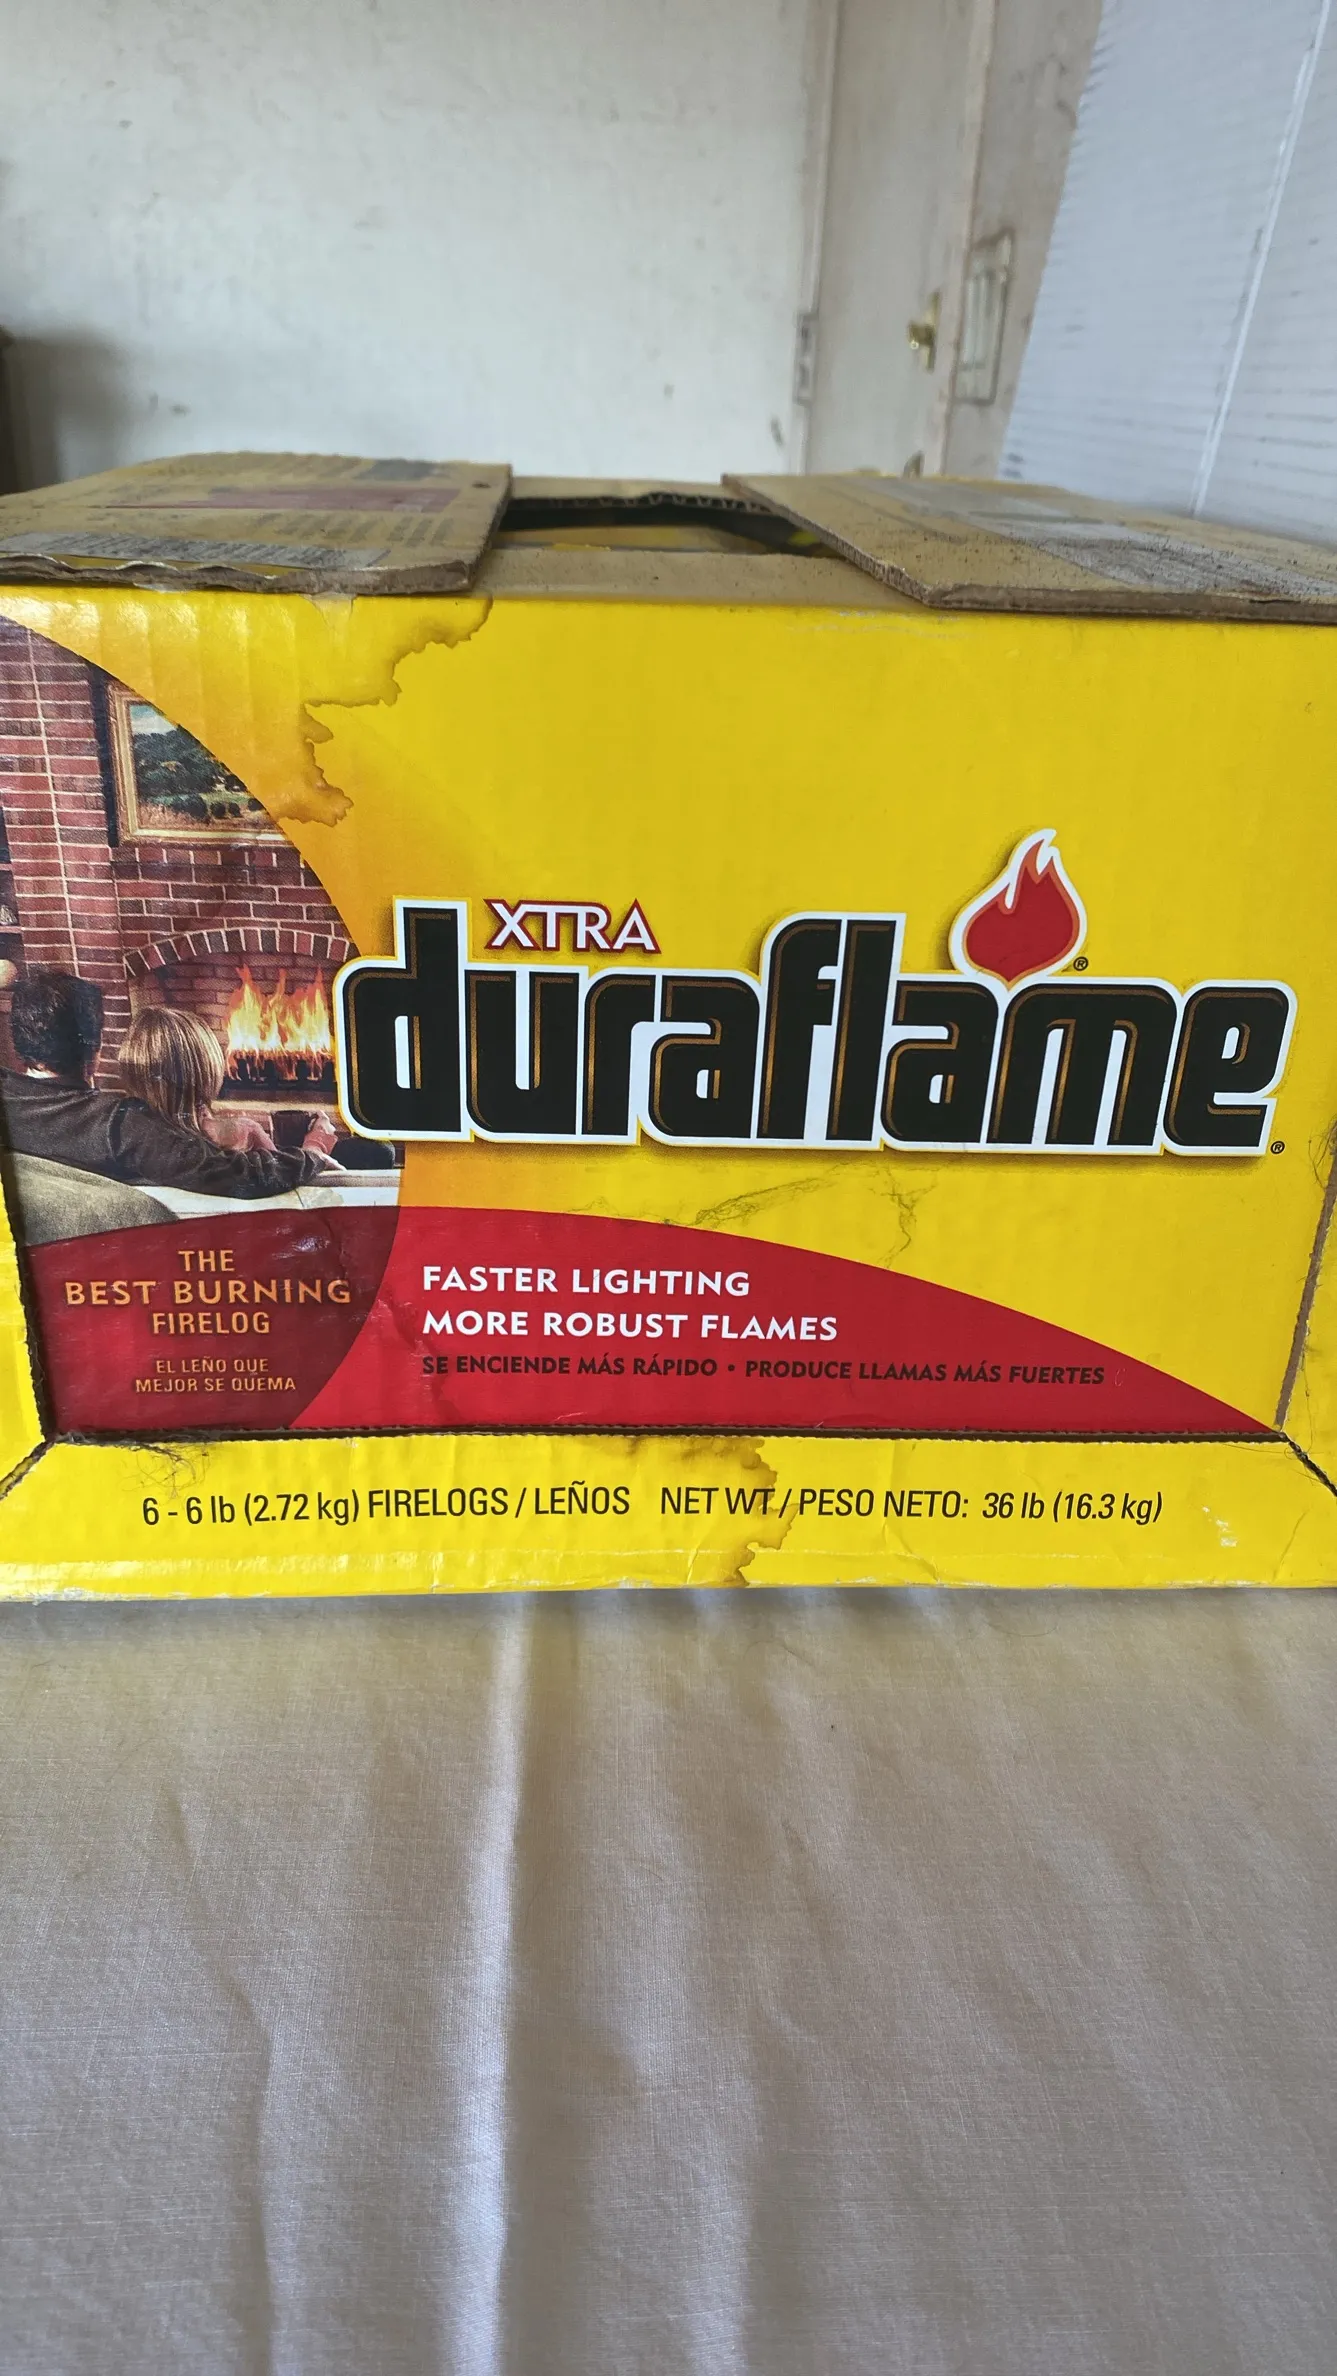 XTRA
duraflame®
®
THE
BEST BURNING
FIRELOG
EL LEÑO QUE
MEJOR SE QUEMA
FASTER LIGHTING
MORE ROBUST FLAMES
SE ENCIENDE MÁS RÁPIDO • PRODUCE LLAMAS MÁS FUERTES
6 - 6 lb (2.72 kg) FIRELOGS / LEÑOS NET WT / PESO NETO: 36 lb (16.3 kg)